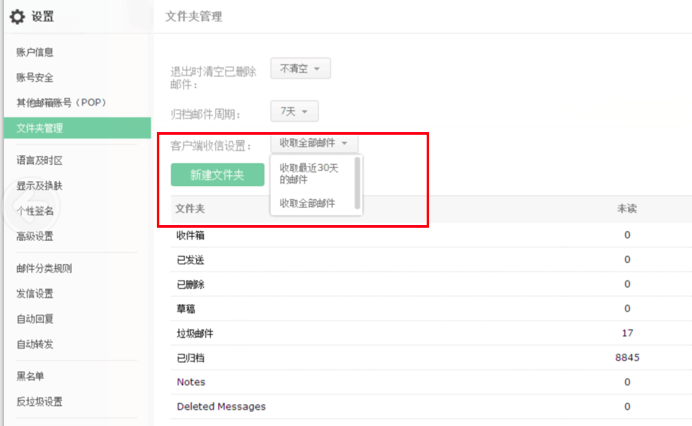 设置
文件夹管理
账户信息
账号安全
其他邮箱账号（POP）
文件夹管理
语言及时区
显示及换肤
个性签名
高级设置
邮件分类规则
发信设置
自动回复
自动转发
黑名单
反垃圾设置
退出时清空已删除
邮件：
不清空
归档邮件周期：
7天
客户端收信设置：
收取全部邮件
收取最近30天
的邮件
收取全部邮件
新建文件夹
文件夹 未读
收件箱 0
已发送 0
已删除 0
草稿 0
垃圾邮件 17
已归档 8845
Notes 0
Deleted Messages 0